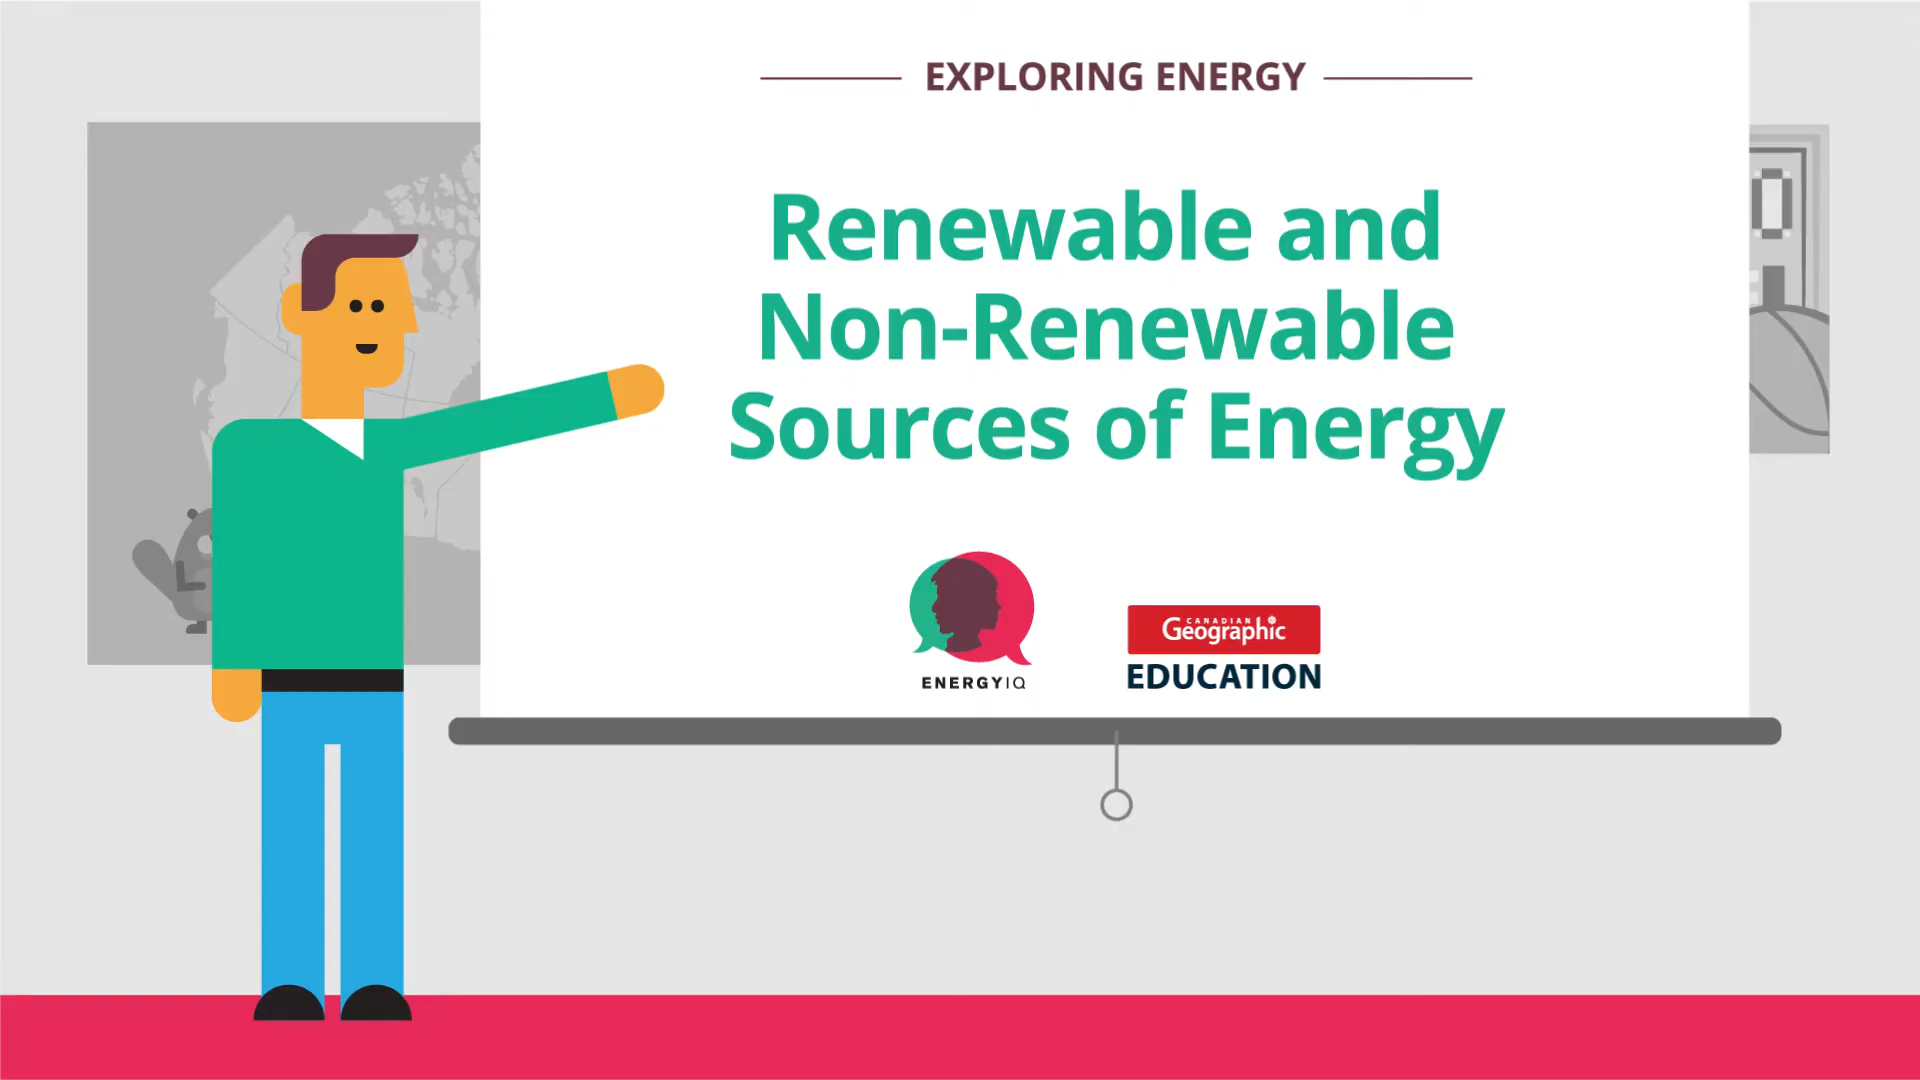 EXPLORING ENERGY
Renewable and
Non-Renewable
Sources of Energy
ENERGYIQ
CANADIAN
Geographic
EDUCATION